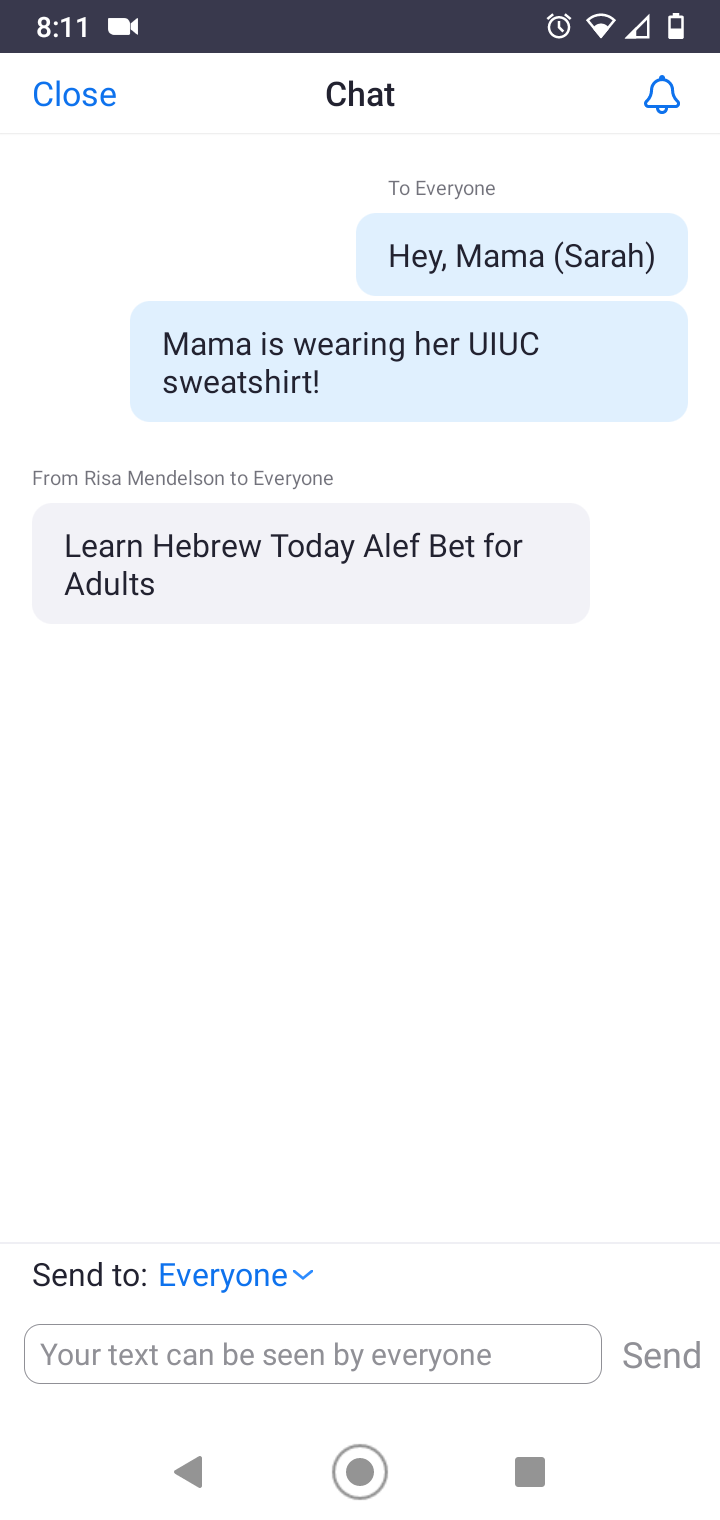 8:11
Close
Chat
To Everyone
Hey, Mama (Sarah)
Mama is wearing her UIUC
sweatshirt!
From Risa Mendelson to Everyone
Learn Hebrew Today Alef Bet for
Adults
Send to: Everyone
Your text can be seen by everyone
Send